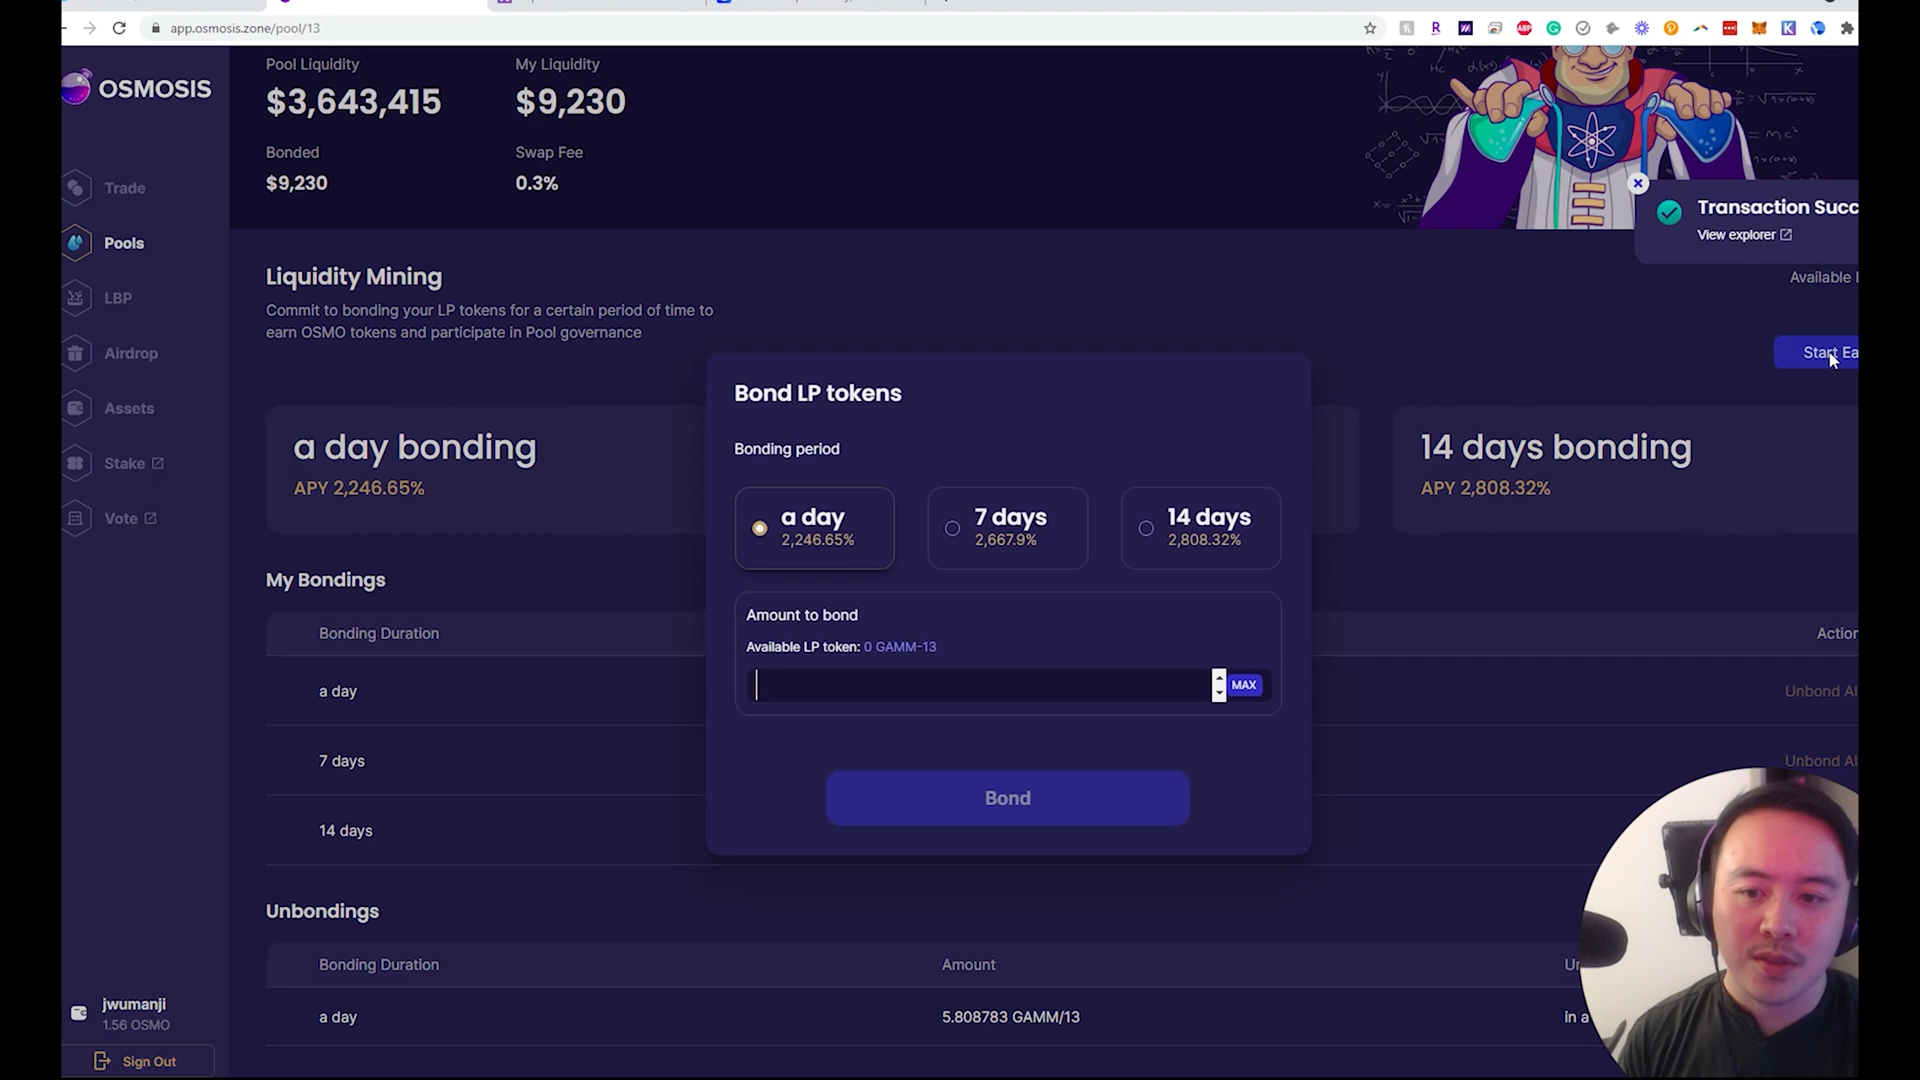 app.osmosis.zone/pool/13
OSMOSIS
Trade
Pools
LBP
Airdrop
Assets
Stake
Vote
jwumanji
1.56 OSMO
Sign Out
Pool Liquidity
$3,643,415
My Liquidity
$9,230
Bonded
$9,230
Swap Fee
0.3%
Transaction Succ
View explorer
Liquidity Mining
Commit to bonding your LP tokens for a certain period of time to
earn OSMO tokens and participate in Pool governance
Available
Start Ea
a day bonding
APY 2,246.65%
14 days bonding
APY 2,808.32%
Bond LP tokens
Bonding period
a day
2,246.65%
7 days
2,667.9%
14 days
2,808.32%
Amount to bond
Available LP token: 0 GAMM-13
MAX
Bond
My Bondings
Bonding Duration
Action
a day
Unbond Al
7 days
Unbond Al
14 days
Unbondings
Bonding Duration
Amount
a day
5.808783 GAMM/13
in a